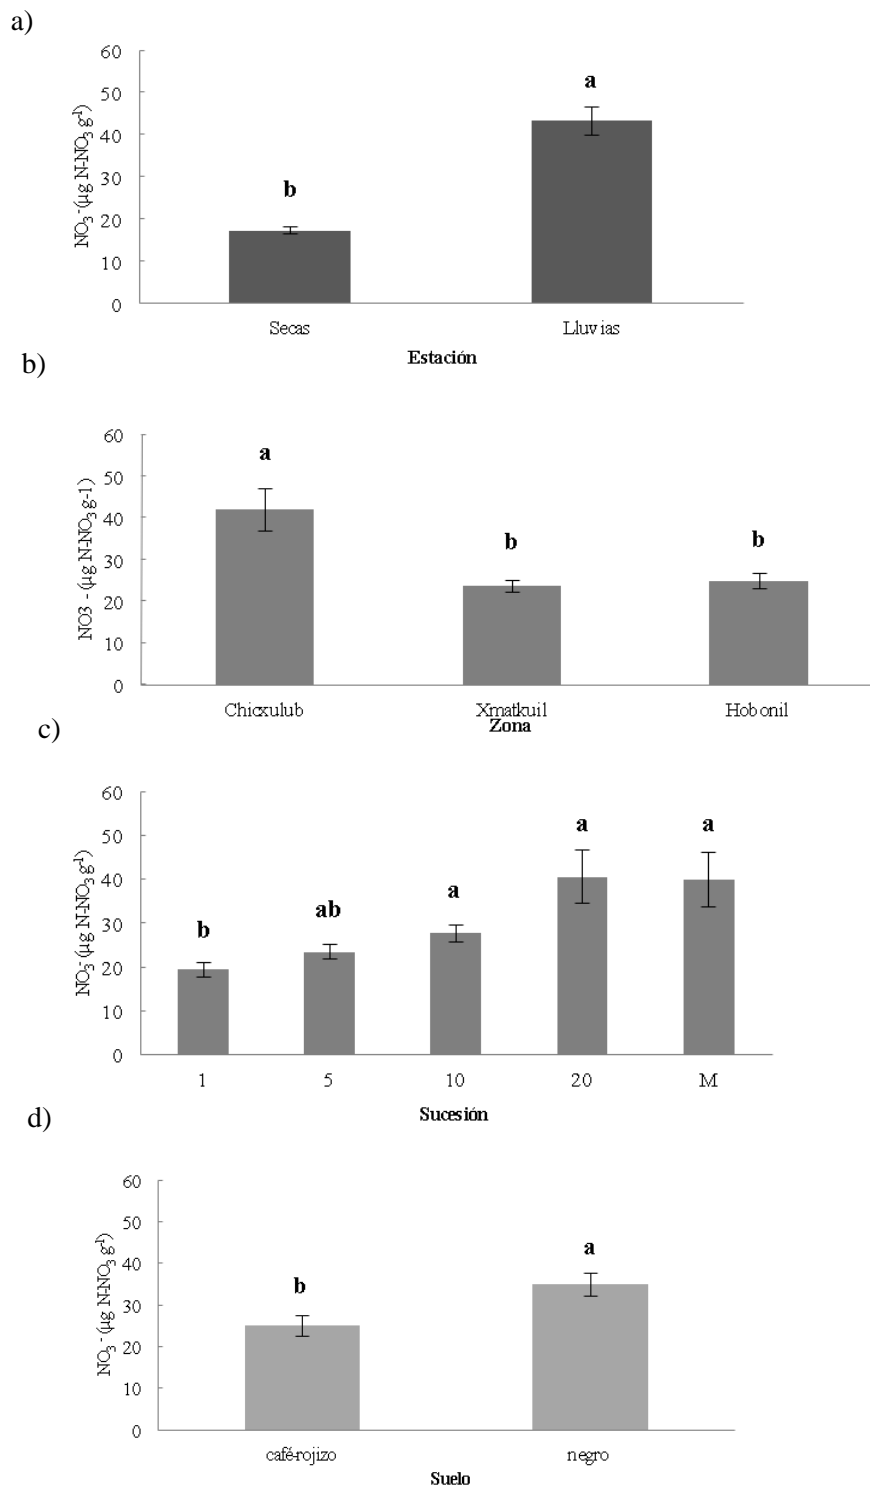 a)
60
50
40
30
20
10
0
NO₃⁻ (µg N-NO₃ g⁻¹)
b
a
Secas Lluvias
Estación
b)
60
50
40
30
20
10
0
NO3 - (µg N-NO₃ g-1)
a
b
b
Chicxulub Xmatkuil Hobonil
Zona
c)
60
50
40
30
20
10
0
NO₃⁻ (µg N-NO₃ g⁻¹)
b
ab
a
a
a
1 5 10 20 M
Sucesión
d)
60
50
40
30
20
10
0
NO₃⁻ (µg N-NO₃ g⁻¹)
b
a
café-rojizo negro
Suelo